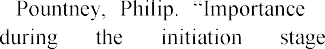 Pountney, Philip. “Importance
during the initiation stage